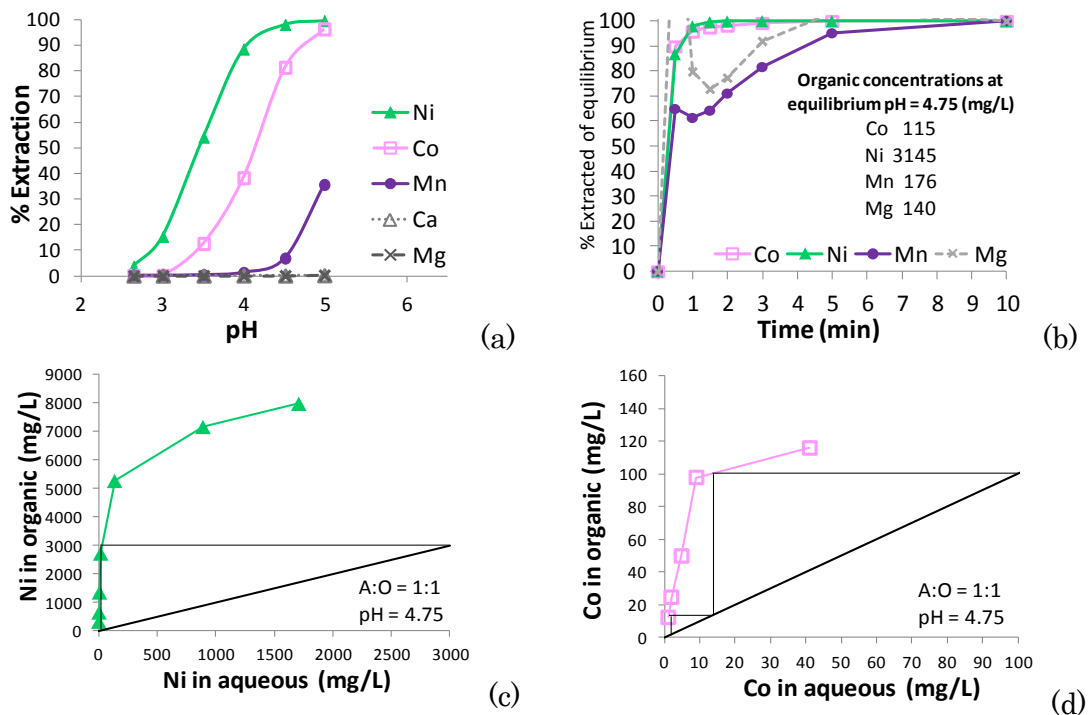 100
90
80
70
60
50
40
30
20
10
0
% Extraction
Ni
Co
Mn
Ca
Mg
2 3 4 5 6
pH
(a)
100
90
80
70
60
50
40
30
20
10
0
% Extracted of equilibrium
Organic concentrations at
equilibrium pH = 4.75 (mg/L)
Co 115
Ni 3145
Mn 176
Mg 140
Co Ni Mn Mg
0 1 2 3 4 5 6 7 8 9 10
Time (min)
(b)
9000
8000
7000
6000
5000
4000
3000
2000
1000
0
Ni in organic (mg/L)
A:O = 1:1
pH = 4.75
0 500 1000 1500 2000 2500 3000
Ni in aqueous (mg/L)
(c)
160
140
120
100
80
60
40
20
0
Co in organic (mg/L)
A:O = 1:1
pH = 4.75
0 10 20 30 40 50 60 70 80 90 100
Co in aqueous (mg/L)
(d)